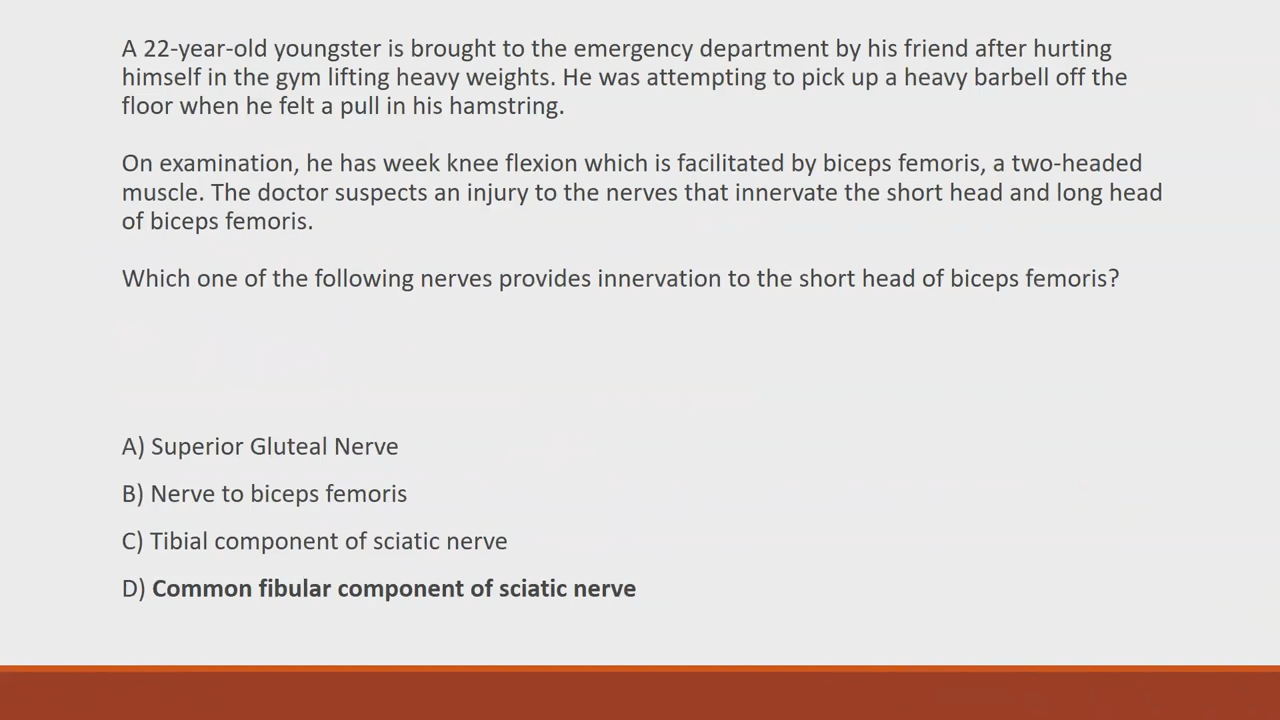 A 22-year-old youngster is brought to the emergency department by his friend after hurting
himself in the gym lifting heavy weights. He was attempting to pick up a heavy barbell off the
floor when he felt a pull in his hamstring.
On examination, he has week knee flexion which is facilitated by biceps femoris, a two-headed
muscle. The doctor suspects an injury to the nerves that innervate the short head and long head
of biceps femoris.
Which one of the following nerves provides innervation to the short head of biceps femoris?
A) Superior Gluteal Nerve
B) Nerve to biceps femoris
C) Tibial component of sciatic nerve
D) Common fibular component of sciatic nerve